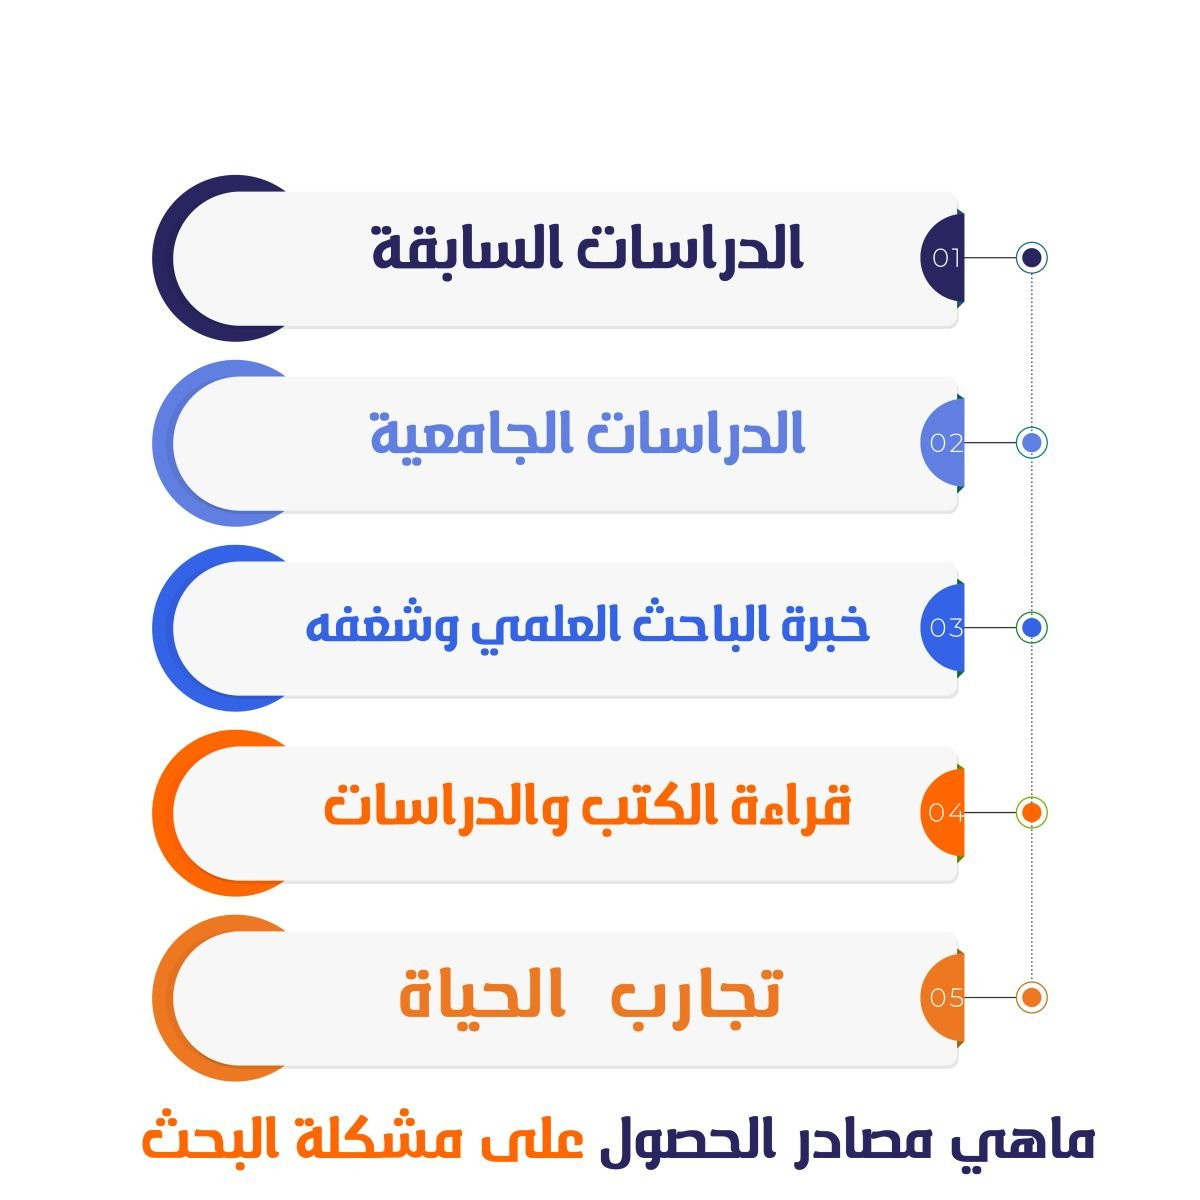 01 الدراسات السابقة
02 الدراسات الجامعية
03 خبرة الباحث العلمي وشغفه
04 قراءة الكتب والدراسات
05 تجارب الحياة
ماهي مصادر الحصول على مشكلة البحث